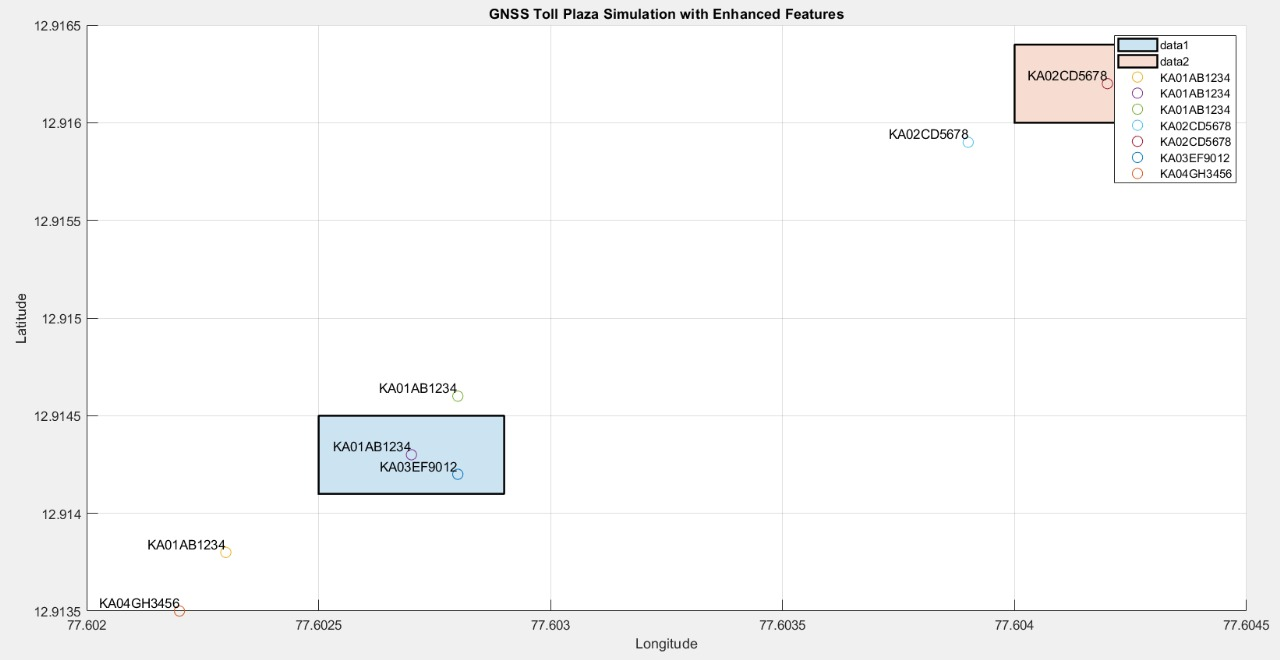 GNSS Toll Plaza Simulation with Enhanced Features
12.9165
12.916
12.9155
12.915
12.9145
12.914
12.9135
Latitude
data1
data2
KA01AB1234
KA01AB1234
KA01AB1234
KA02CD5678
KA02CD5678
KA03EF9012
KA04GH3456
KA02CD5678
KA02CD5678
KA01AB1234
KA01AB1234
KA03EF9012
KA01AB1234
KA04GH3456
77.602
77.6025
77.603
77.6035
77.604
77.6045
Longitude